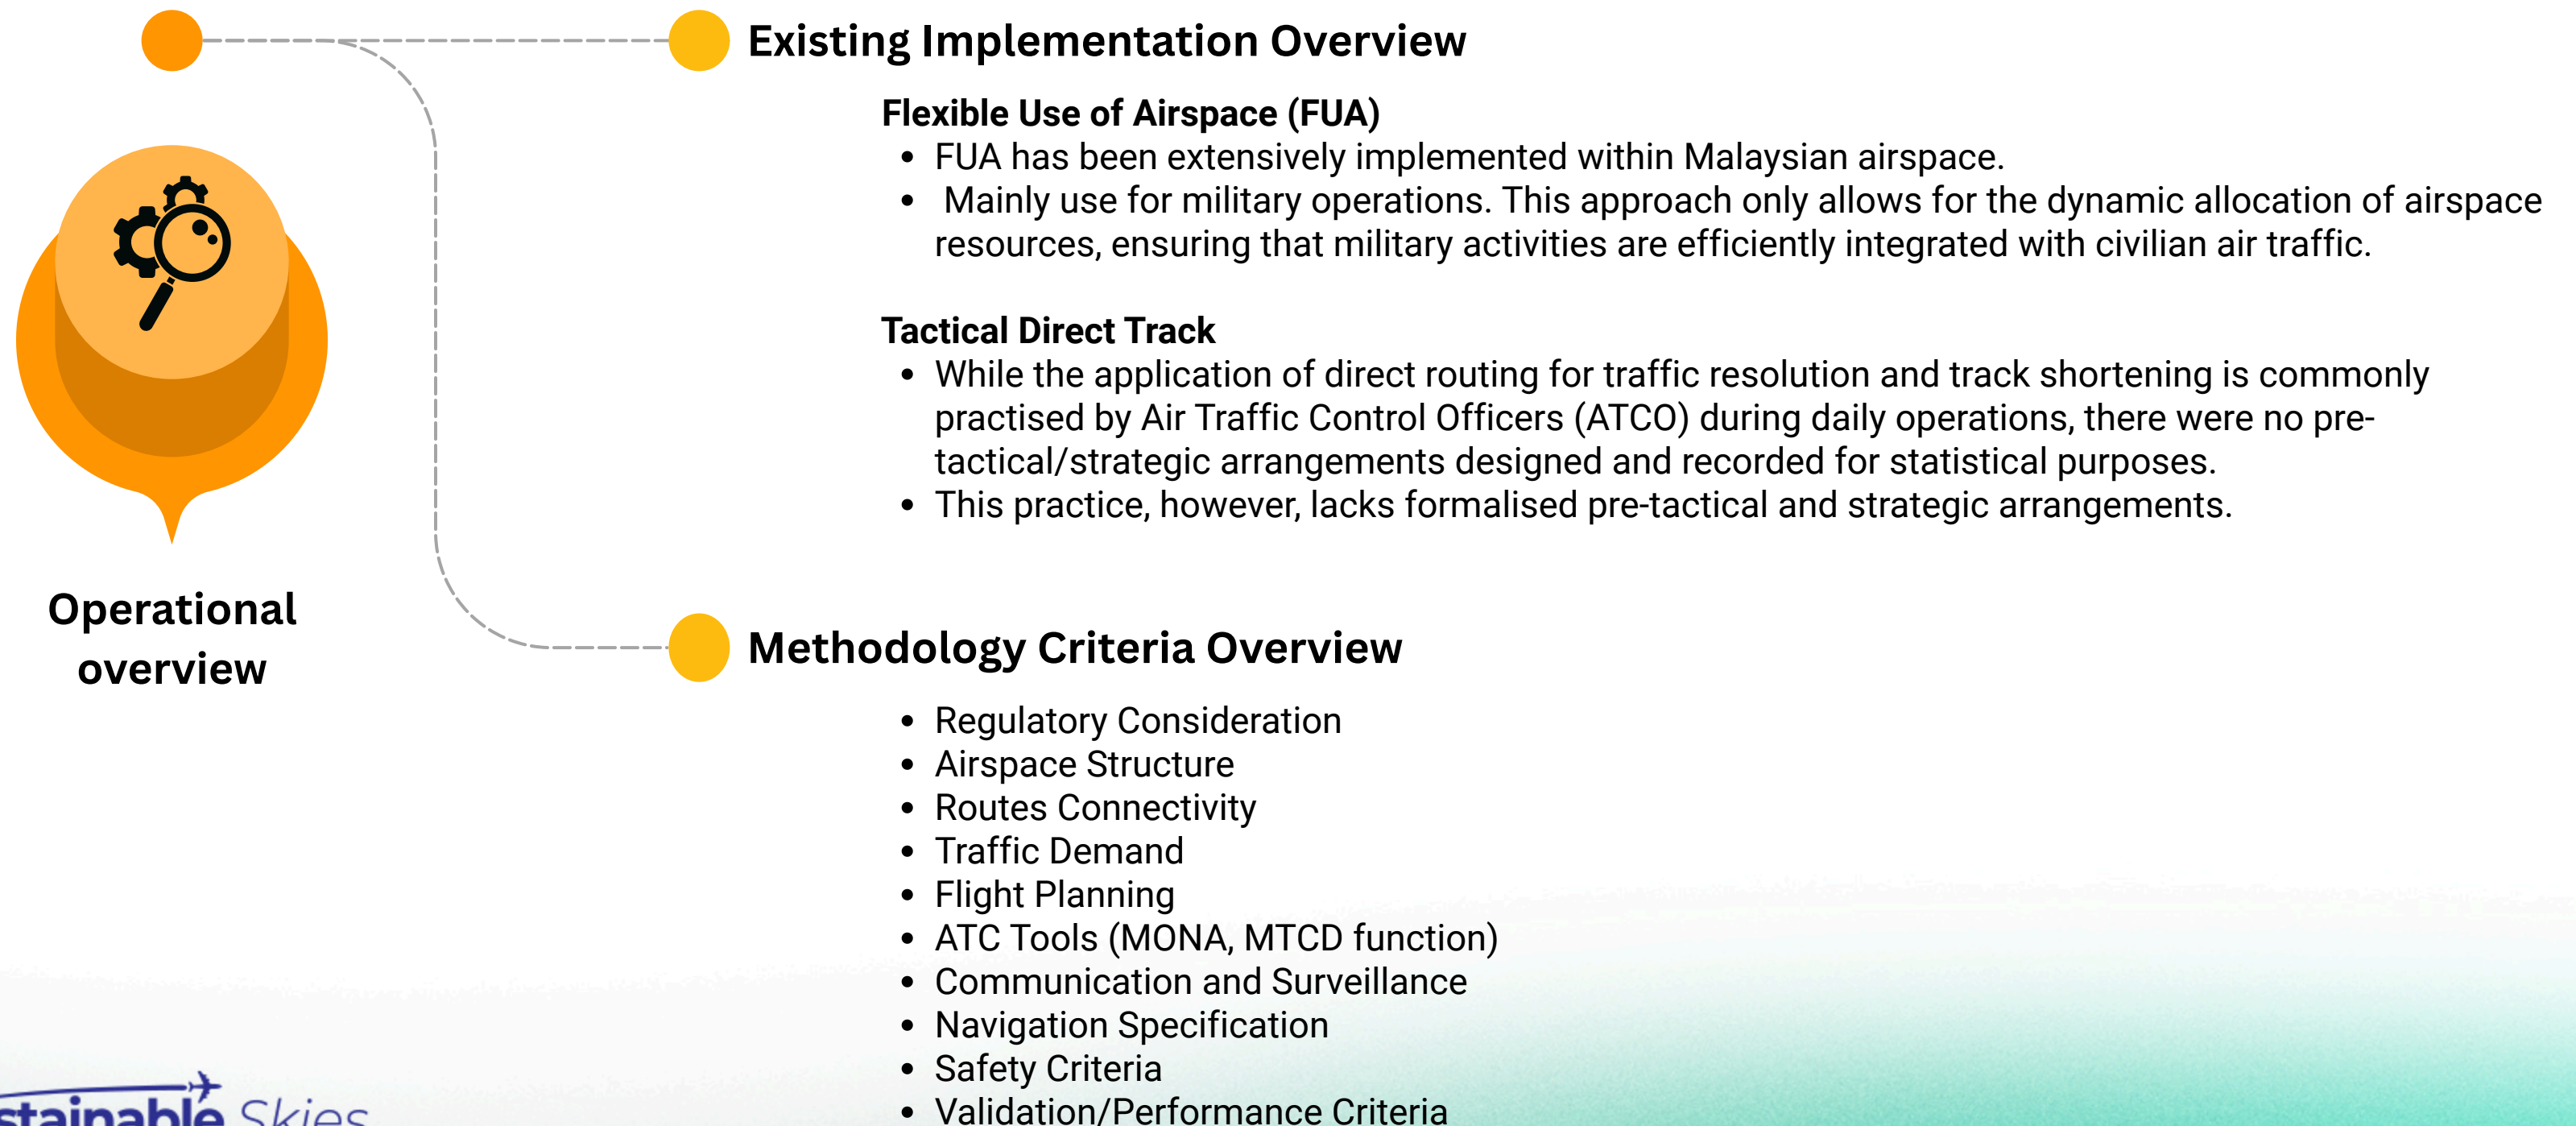 Existing Implementation Overview
Flexible Use of Airspace (FUA)
• FUA has been extensively implemented within Malaysian airspace.
• Mainly use for military operations. This approach only allows for the dynamic allocation of airspace
resources, ensuring that military activities are efficiently integrated with civilian air traffic.
Tactical Direct Track
• While the application of direct routing for traffic resolution and track shortening is commonly
practised by Air Traffic Control Officers (ATCO) during daily operations, there were no pre-
tactical/strategic arrangements designed and recorded for statistical purposes.
• This practice, however, lacks formalised pre-tactical and strategic arrangements.
Operational
overview
Methodology Criteria Overview
• Regulatory Consideration
• Airspace Structure
• Routes Connectivity
• Traffic Demand
• Flight Planning
• ATC Tools (MONA, MTCD function)
• Communication and Surveillance
• Navigation Specification
• Safety Criteria
• Validation/Performance Criteria
stainable Skies